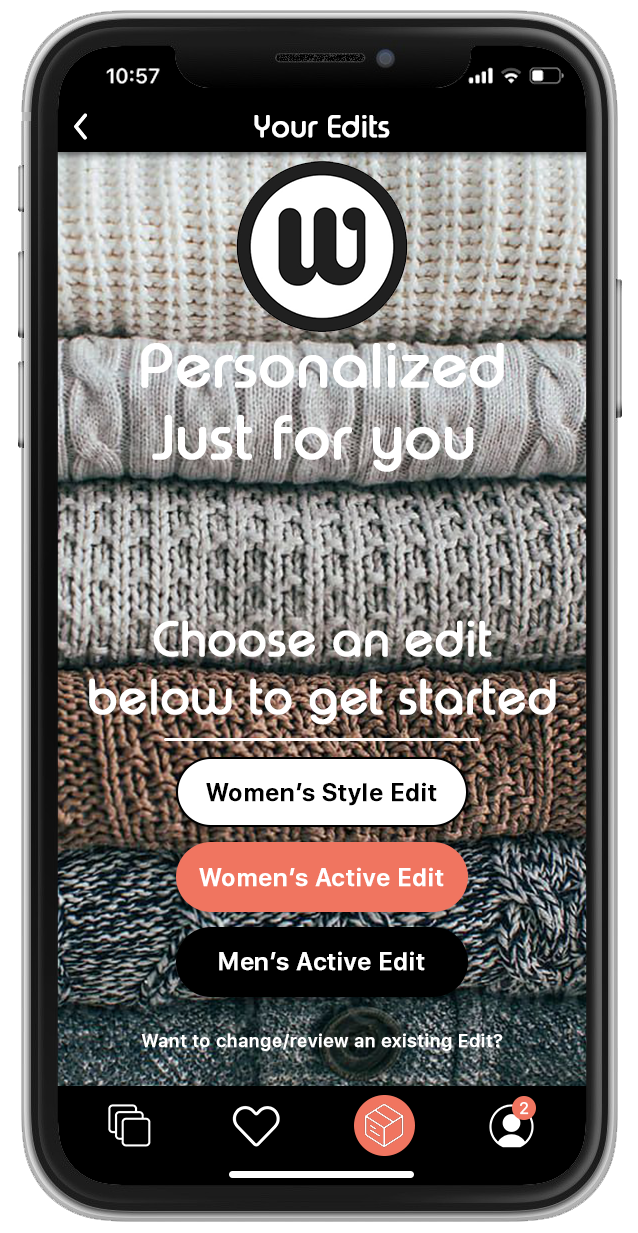 10:57
Your Edits
W
Personalized
Just for you
Choose an edit
below to get started
Women's Style Edit
Women's Active Edit
Men's Active Edit
Want to change/review an existing Edit?
2